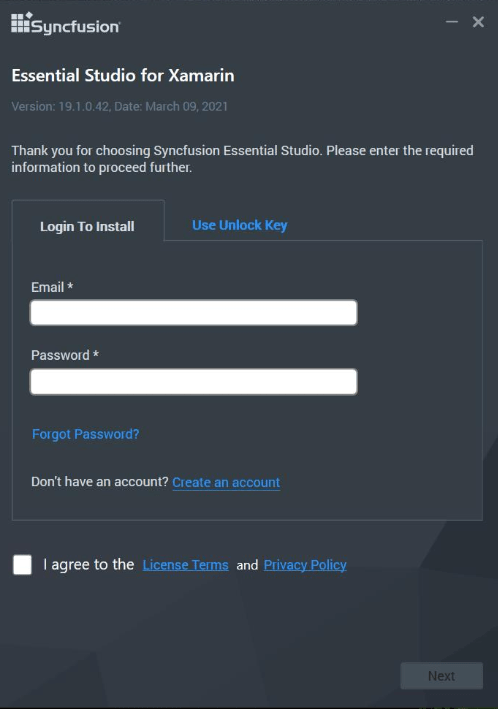 Syncfusion
Essential Studio for Xamarin
Version: 19.1.0.42, Date: March 09, 2021
Thank you for choosing Syncfusion Essential Studio. Please enter the required
information to proceed further.
Login To Install
Use Unlock Key
Email *
Password *
Forgot Password?
Don't have an account? Create an account
I agree to the License Terms and Privacy Policy
Next